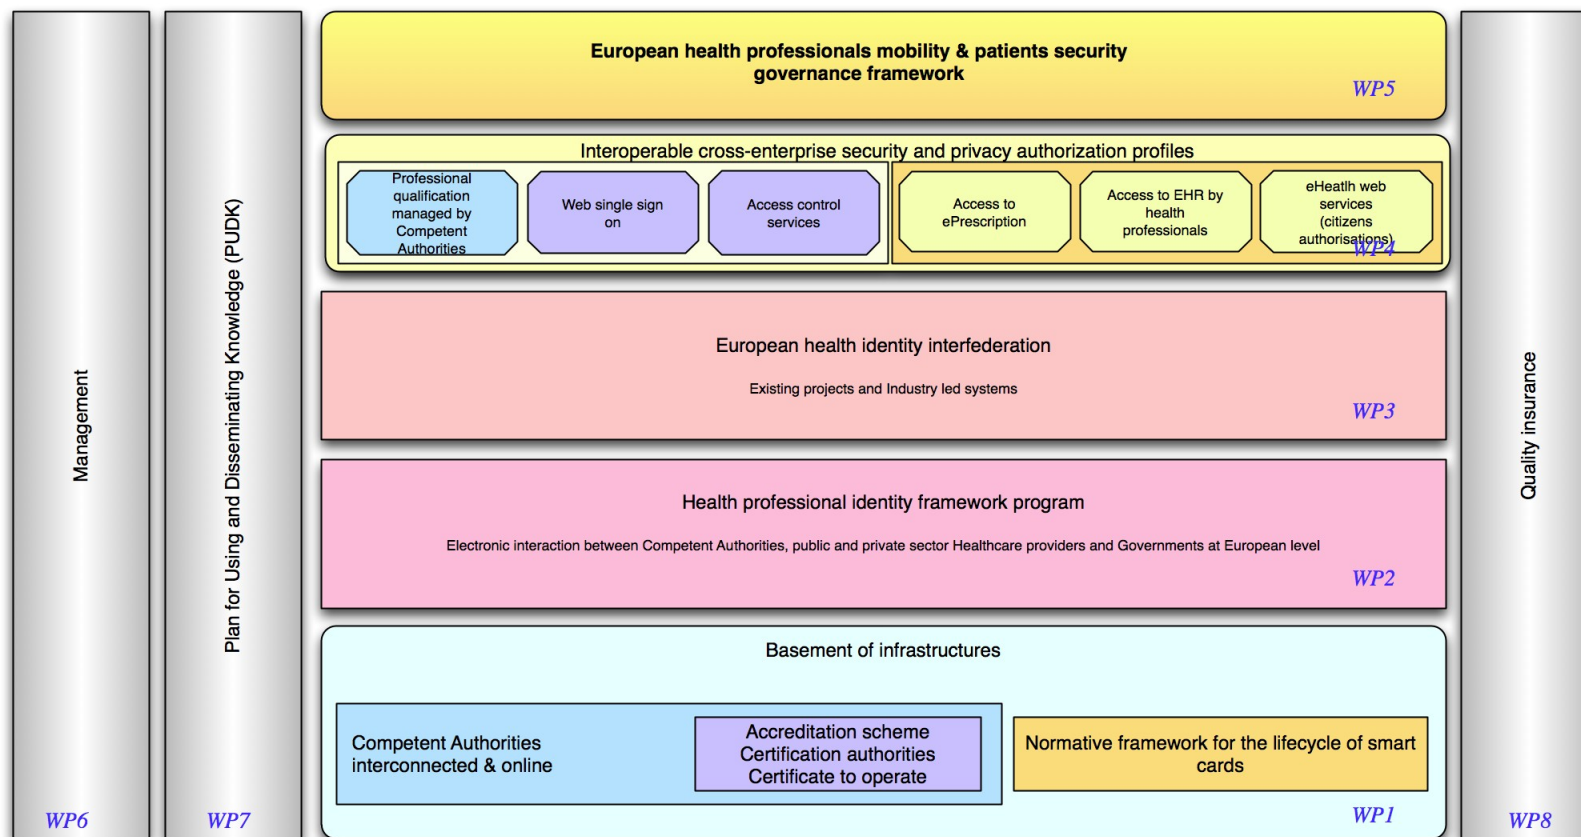 European health professionals mobility & patients security
governance framework
WP5
Interoperable cross-enterprise security and privacy authorization profiles
Professional
qualification
managed by
Competent
Authorities
Web single sign
on
Access control
services
Access to
ePrescription
Access to EHR by
health
professionals
eHeatlh web
services
(citizens
authorisations)
WP4
European health identity interfederation
Existing projects and Industry led systems
WP3
Health professional identity framework program
Electronic interaction between Competent Authorities, public and private sector Healthcare providers and Governments at European level
WP2
Basement of infrastructures
Competent Authorities
interconnected & online
Accreditation scheme
Certification authorities
Certificate to operate
Normative framework for the lifecycle of smart
cards
WP1
Management
WP6
Plan for Using and Disseminating Knowledge (PUDK)
WP7
Quality insurance
WP8